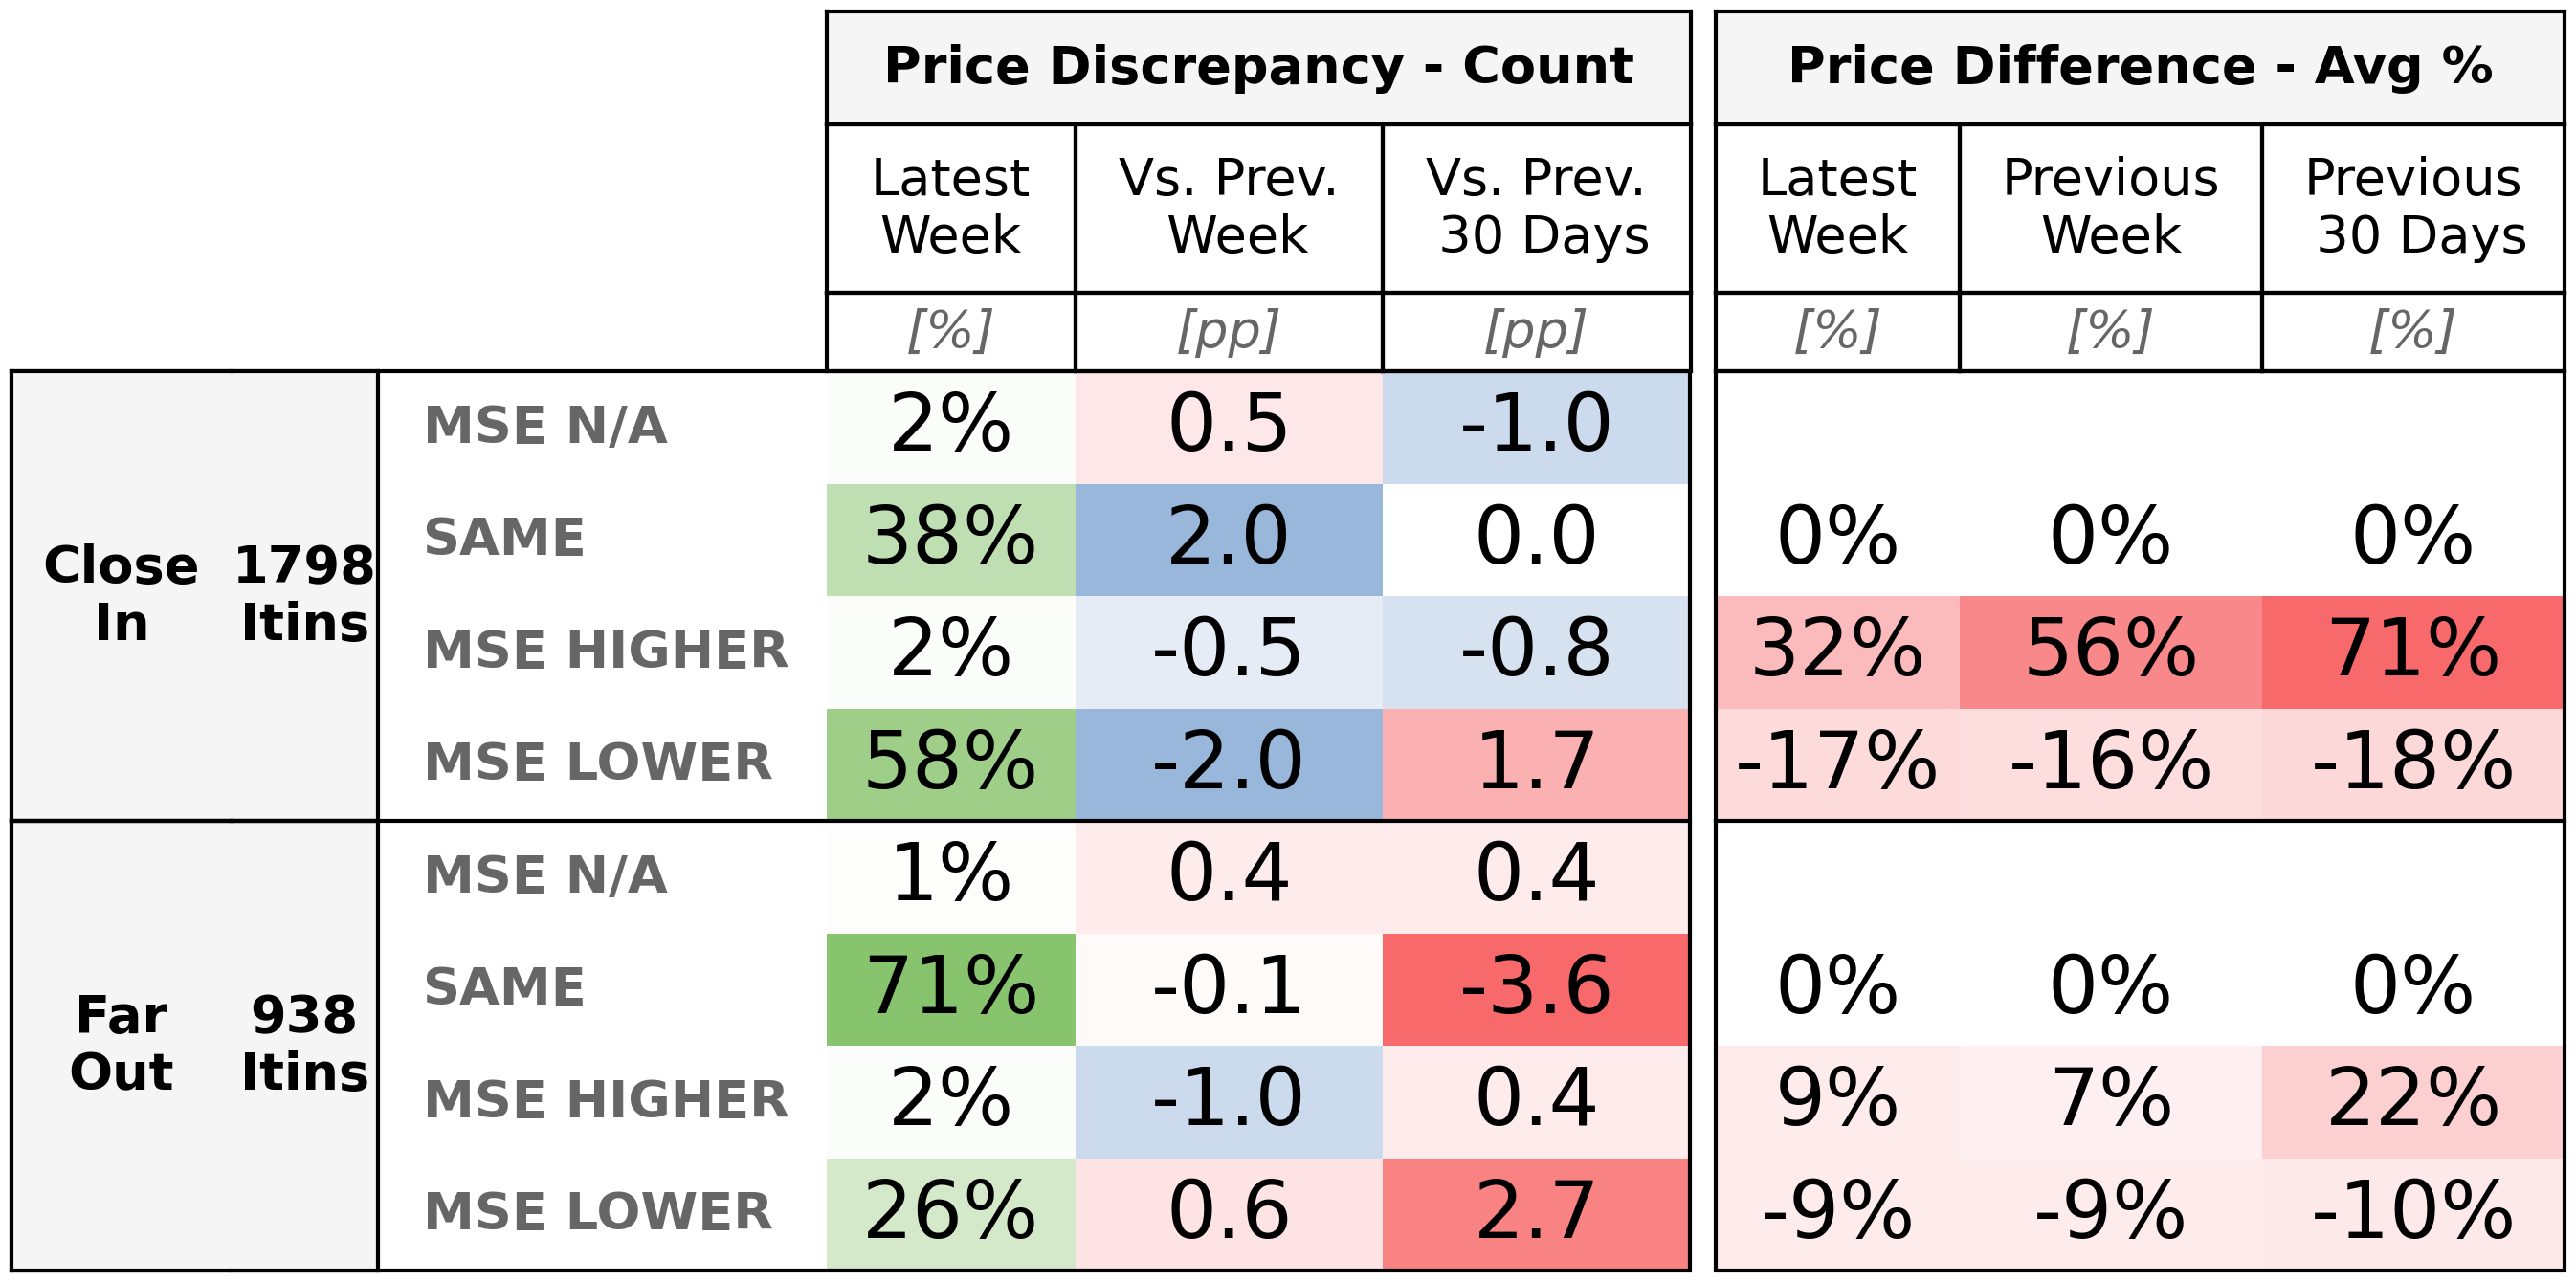 Price Discrepancy - Count Price Difference - Avg %
Latest Week Vs. Prev. Week Vs. Prev. 30 Days Latest Week Previous Week Previous 30 Days
[%] [pp] [pp] [%] [%] [%]
Close In 1798 Itins
MSE N/A 2% 0.5 -1.0
SAME 38% 2.0 0.0 0% 0% 0%
MSE HIGHER 2% -0.5 -0.8 32% 56% 71%
MSE LOWER 58% -2.0 1.7 -17% -16% -18%
Far Out 938 Itins
MSE N/A 1% 0.4 0.4
SAME 71% -0.1 -3.6 0% 0% 0%
MSE HIGHER 2% -1.0 0.4 9% 7% 22%
MSE LOWER 26% 0.6 2.7 -9% -9% -10%